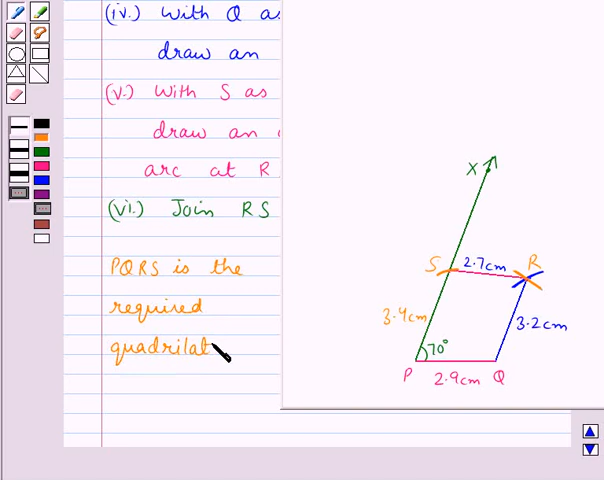 (iv.) With Q as
draw an
(v.) With S as
draw an
arc at R
(vi.) Join RS
PQRS is the
required
quadrilat
X
S
2.7cm
R
3.4cm
3.2cm
70°
P
2.9cm
Q